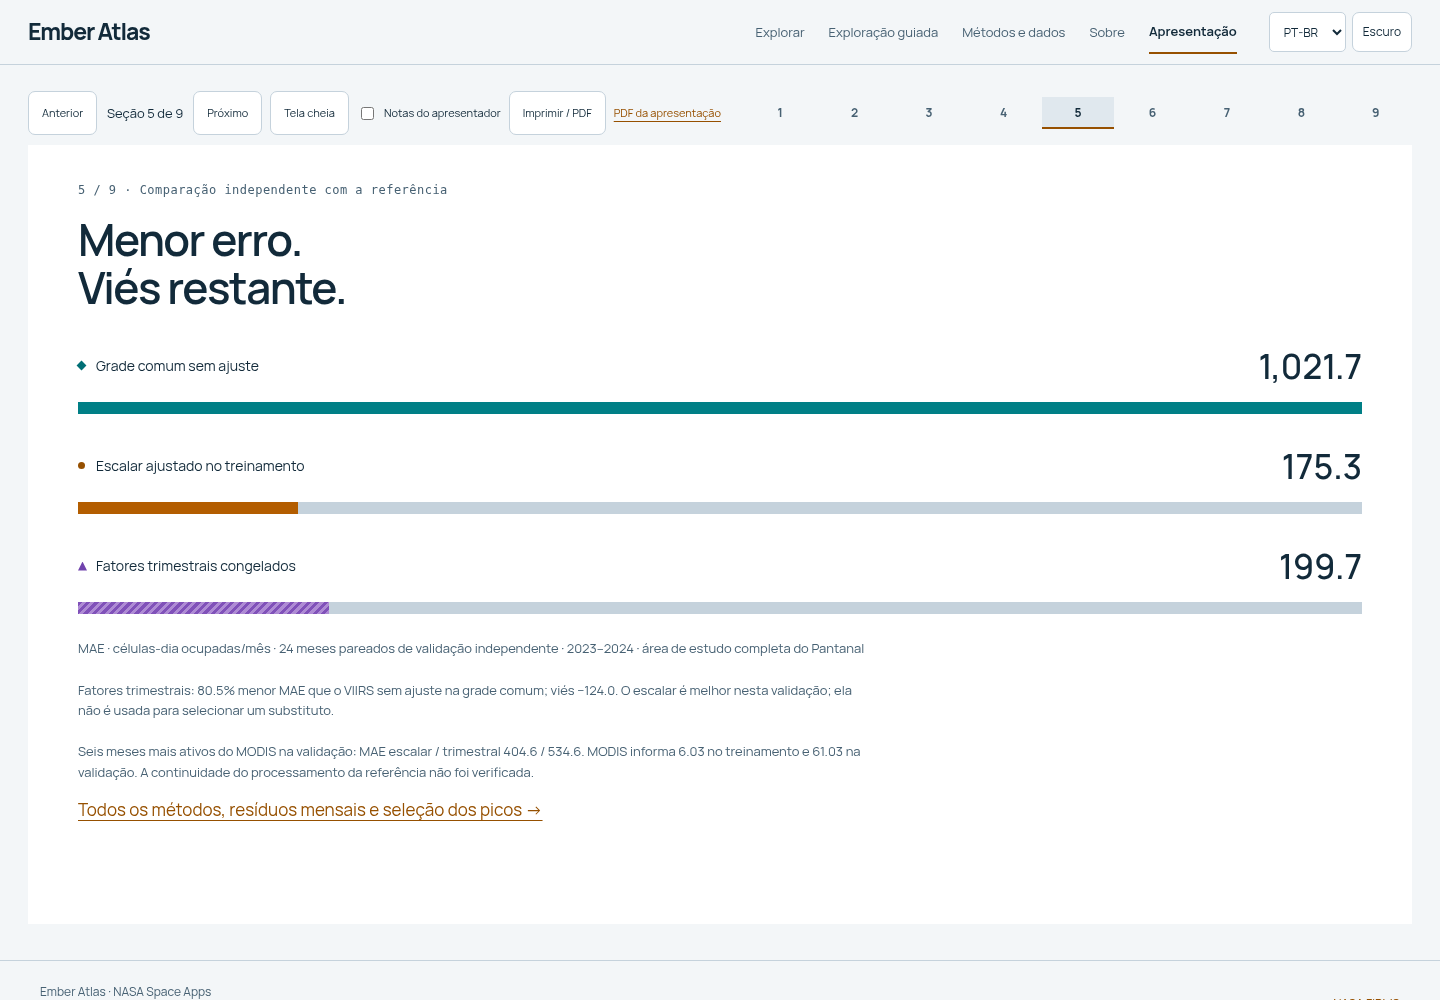 Ember Atlas
Explorar
Exploração guiada
Métodos e dados
Sobre
Apresentação
PT-BR
Escuro
Anterior
Seção 5 de 9
Próximo
Tela cheia
Notas do apresentador
Imprimir / PDF
PDF da apresentação
1
2
3
4
5
6
7
8
9
5 / 9 · Comparação independente com a referência
Menor erro.
Viés restante.
Grade comum sem ajuste
1,021.7
Escalar ajustado no treinamento
175.3
Fatores trimestrais congelados
199.7
MAE · células-dia ocupadas/mês · 24 meses pareados de validação independente · 2023–2024 · área de estudo completa do Pantanal
Fatores trimestrais: 80.5% menor MAE que o VIIRS sem ajuste na grade comum; viés −124.0. O escalar é melhor nesta validação; ela
não é usada para selecionar um substituto.
Seis meses mais ativos do MODIS na validação: MAE escalar / trimestral 404.6 / 534.6. MODIS informa 6.03 no treinamento e 61.03 na
validação. A continuidade do processamento da referência não foi verificada.
Todos os métodos, resíduos mensais e seleção dos picos →
Ember Atlas · NASA Space Apps